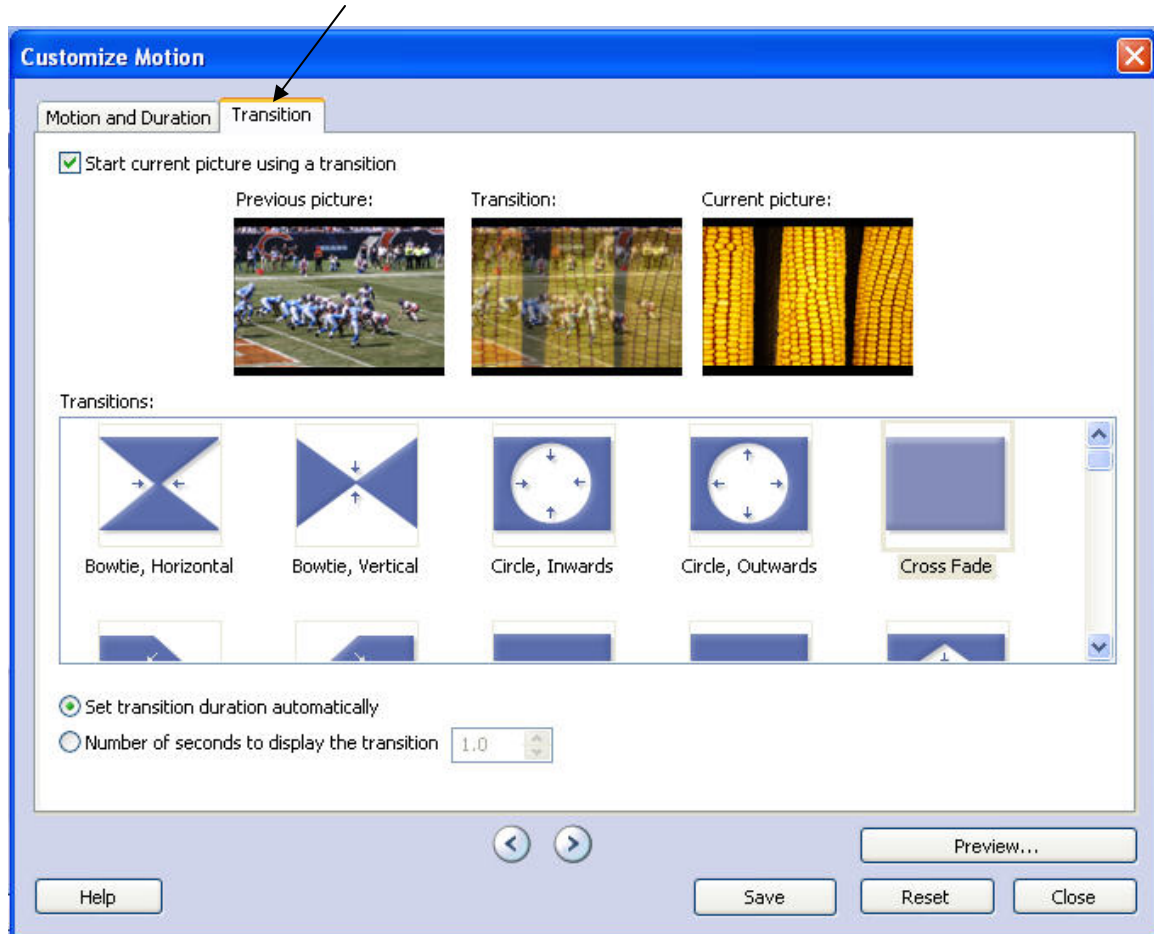 Customize Motion
Motion and Duration Transition
Start current picture using a transition
Previous picture: Transition: Current picture:
Transitions:
Bowtie, Horizontal Bowtie, Vertical Circle, Inwards Circle, Outwards Cross Fade
Set transition duration automatically
Number of seconds to display the transition 1.0
Preview...
Help Save Reset Close